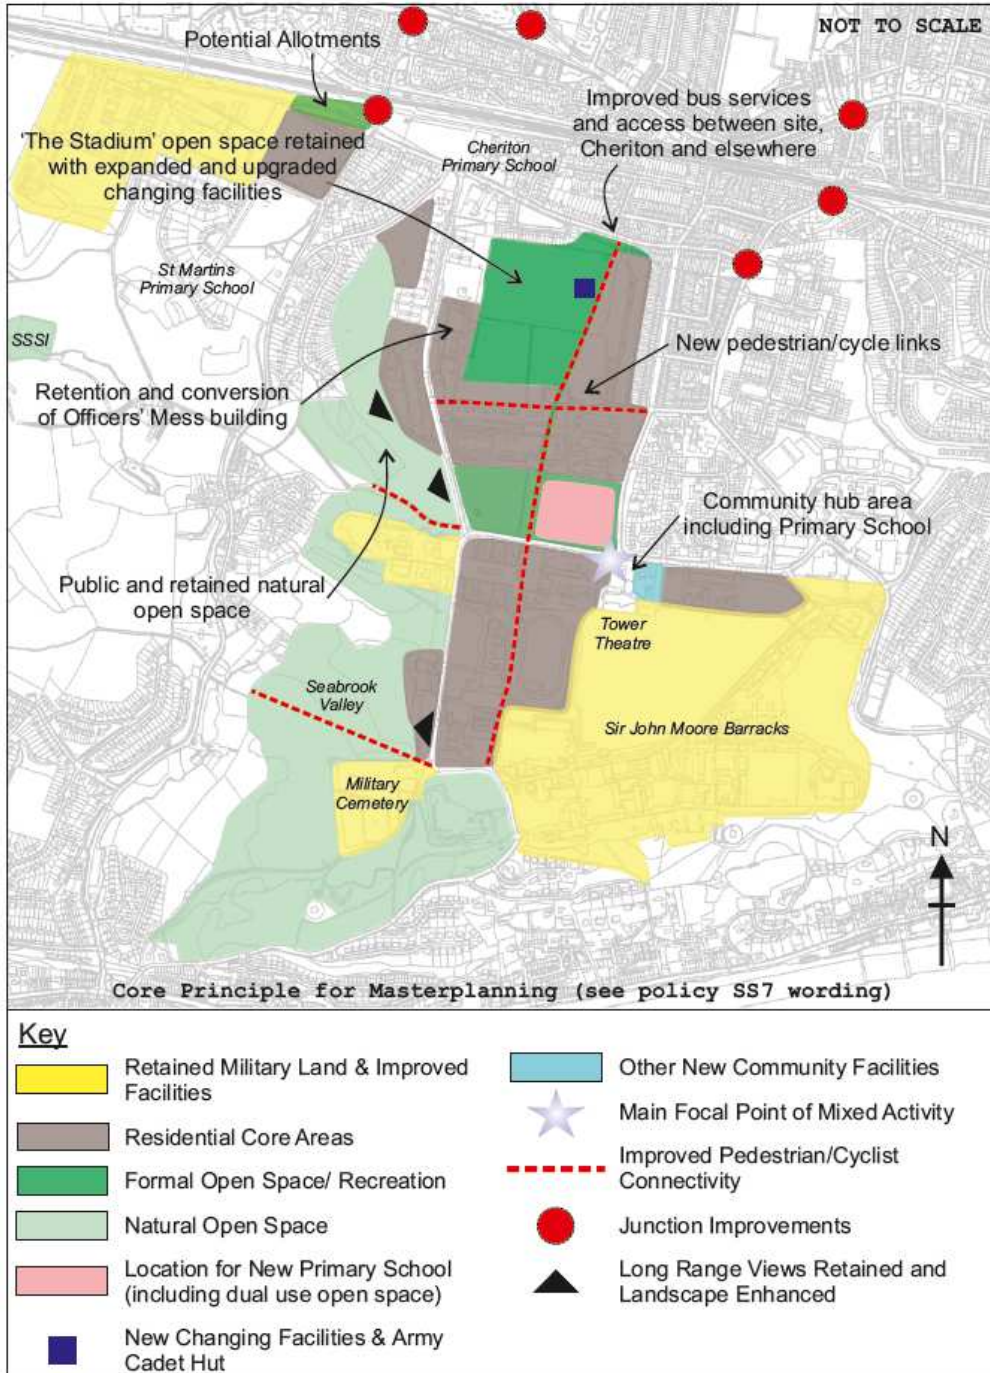 NOT TO SCALE
Potential Allotments
Improved bus services
and access between site,
Cheriton and elsewhere
'The Stadium' open space retained
with expanded and upgraded
changing facilities
Cheriton
Primary School
St Martins
Primary School
SSSI
New pedestrian/cycle links
Retention and conversion
of Officers' Mess building
Community hub area
including Primary School
Public and retained natural
open space
Tower
Theatre
Seabrook
Valley
Sir John Moore Barracks
Military
Cemetery
N
Core Principle for Masterplanning (see policy SS7 wording)
Key
Retained Military Land & Improved
Facilities
Residential Core Areas
Formal Open Space/ Recreation
Natural Open Space
Location for New Primary School
(including dual use open space)
New Changing Facilities & Army
Cadet Hut
Other New Community Facilities
Main Focal Point of Mixed Activity
Improved Pedestrian/Cyclist
Connectivity
Junction Improvements
Long Range Views Retained and
Landscape Enhanced